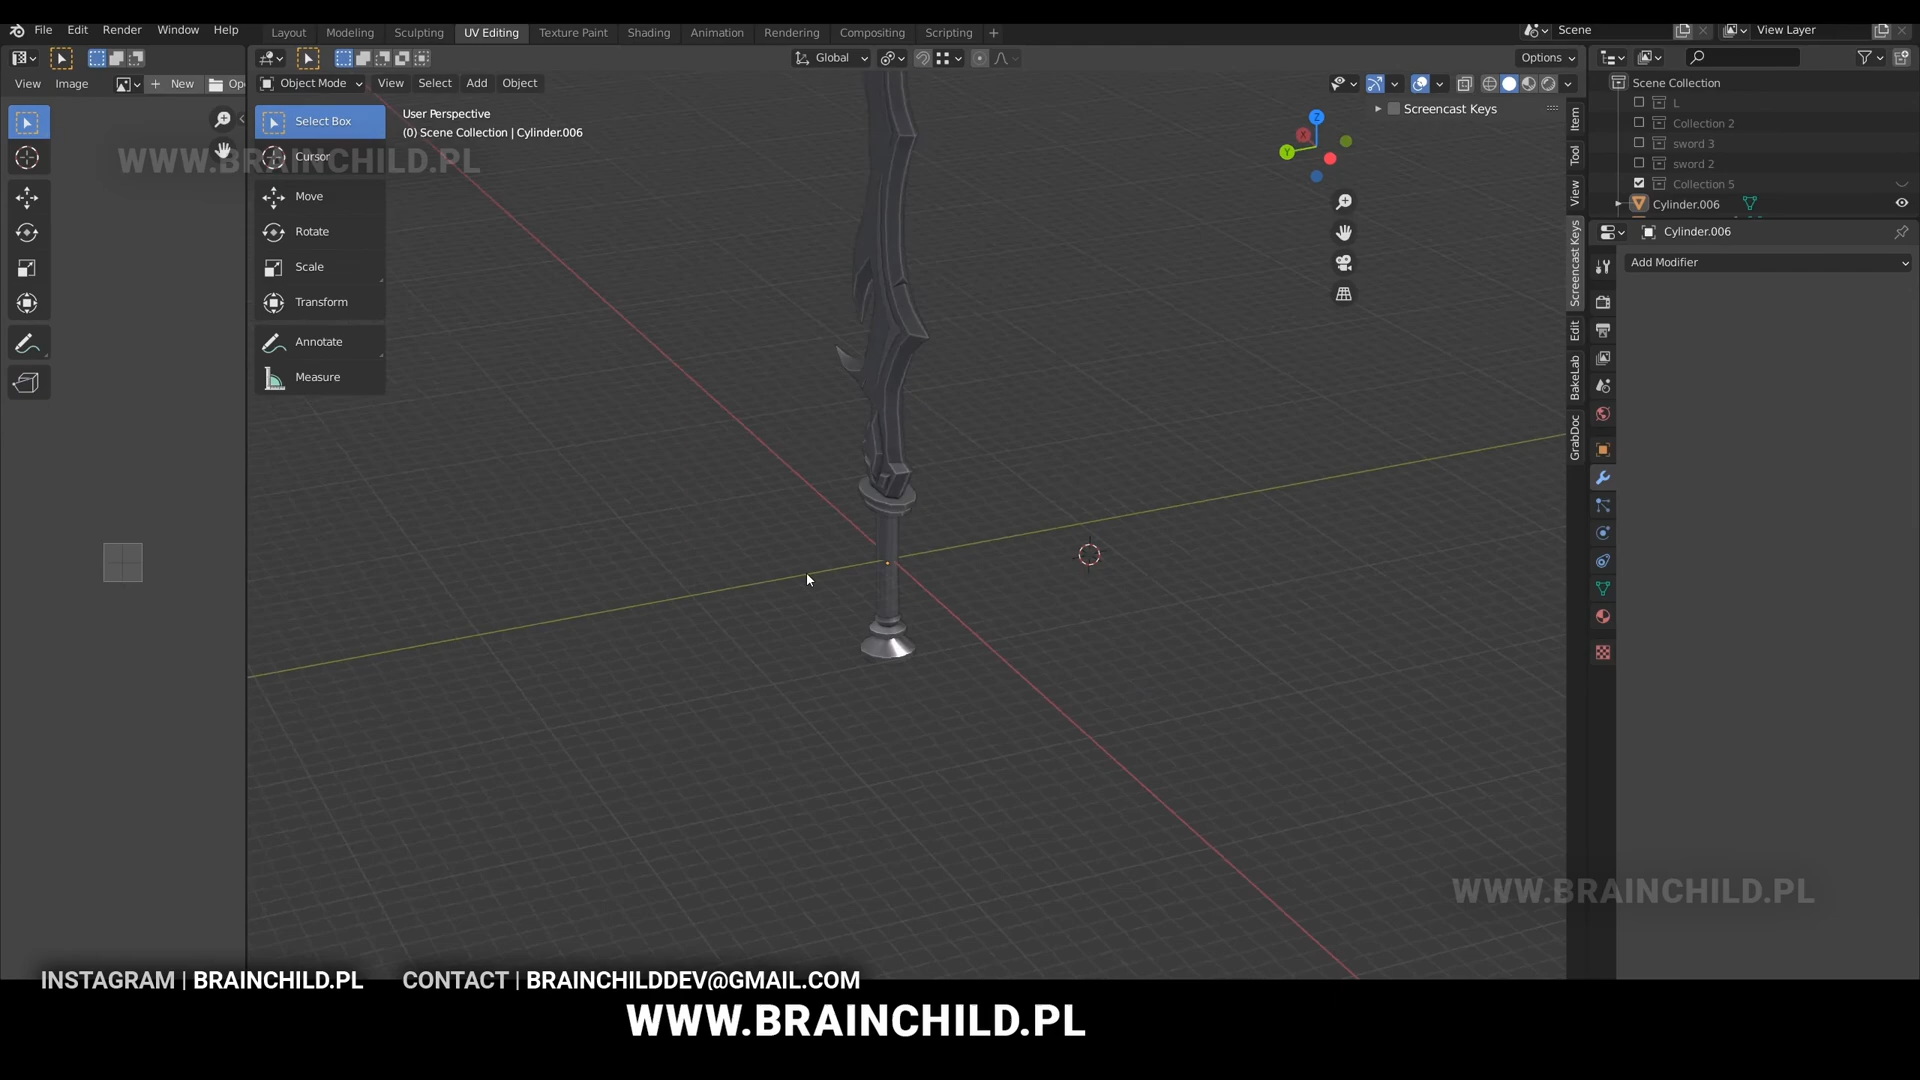 File Edit Render Window Help
Layout Modeling Sculpting UV Editing Texture Paint Shading Animation Rendering Compositing Scripting
Scene
View Layer
Global
Options
View Image
New
Op
Object Mode View Select Add Object
Select Box
Cursor
Move
Rotate
Scale
Transform
Annotate
Measure
User Perspective
(0) Scene Collection | Cylinder.006
Screencast Keys
Z
X
Y
Item
Tool
View
Screencast Keys
Edit
BakeLab
GrabDoc
Scene Collection
L
Collection 2
sword 3
sword 2
Collection 5
Cylinder.006
Cylinder.006
Add Modifier
WWW.BRAINCHILD.PL
WWW.BRAINCHILD.PL
INSTAGRAM | BRAINCHILD.PL CONTACT | BRAINCHILDDEV@GMAIL.COM
WWW.BRAINCHILD.PL